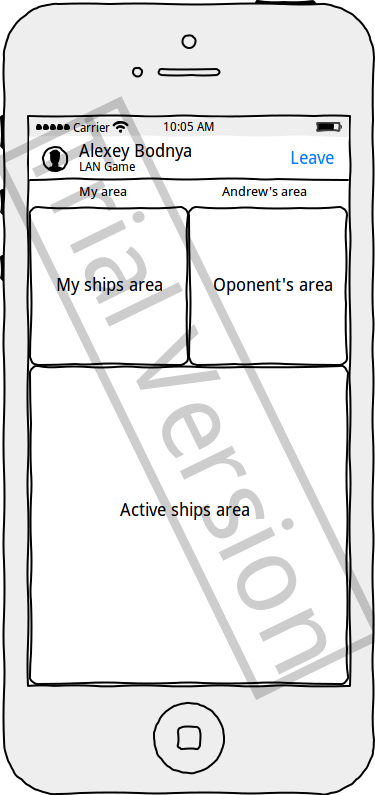 Carrier 10:05 AM
Alexey Bodnya
LAN Game
Leave
My area Andrew's area
My ships area Oponent's area
Active ships area
Trial Version